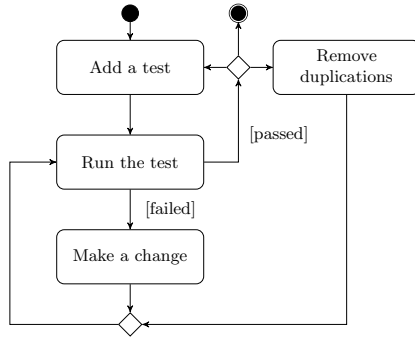 Add a test
Remove
duplications
[passed]
Run the test
[failed]
Make a change